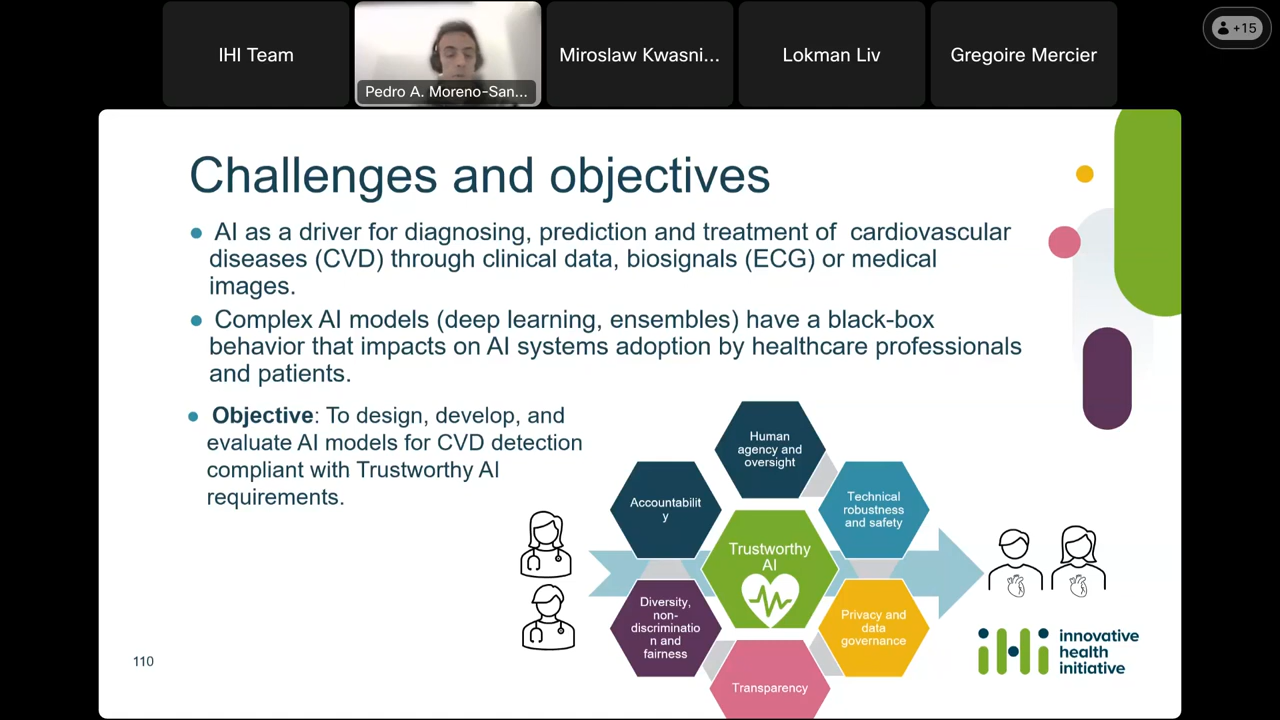 IHI Team
Pedro A. Moreno-San...
Miroslaw Kwasni...
Lokman Liv
Gregoire Mercier
+15
Challenges and objectives
AI as a driver for diagnosing, prediction and treatment of cardiovascular
diseases (CVD) through clinical data, biosignals (ECG) or medical
images.
Complex AI models (deep learning, ensembles) have a black-box
behavior that impacts on AI systems adoption by healthcare professionals
and patients.
Objective: To design, develop, and
evaluate AI models for CVD detection
compliant with Trustworthy AI
requirements.
Human
agency and
oversight
Accountabilit
y
Technical
robustness
and safety
Trustworthy
AI
Diversity,
non-
discriminatio
n and
fairness
Privacy and
data
governance
Transparency
110
iHi
innovative
health
initiative